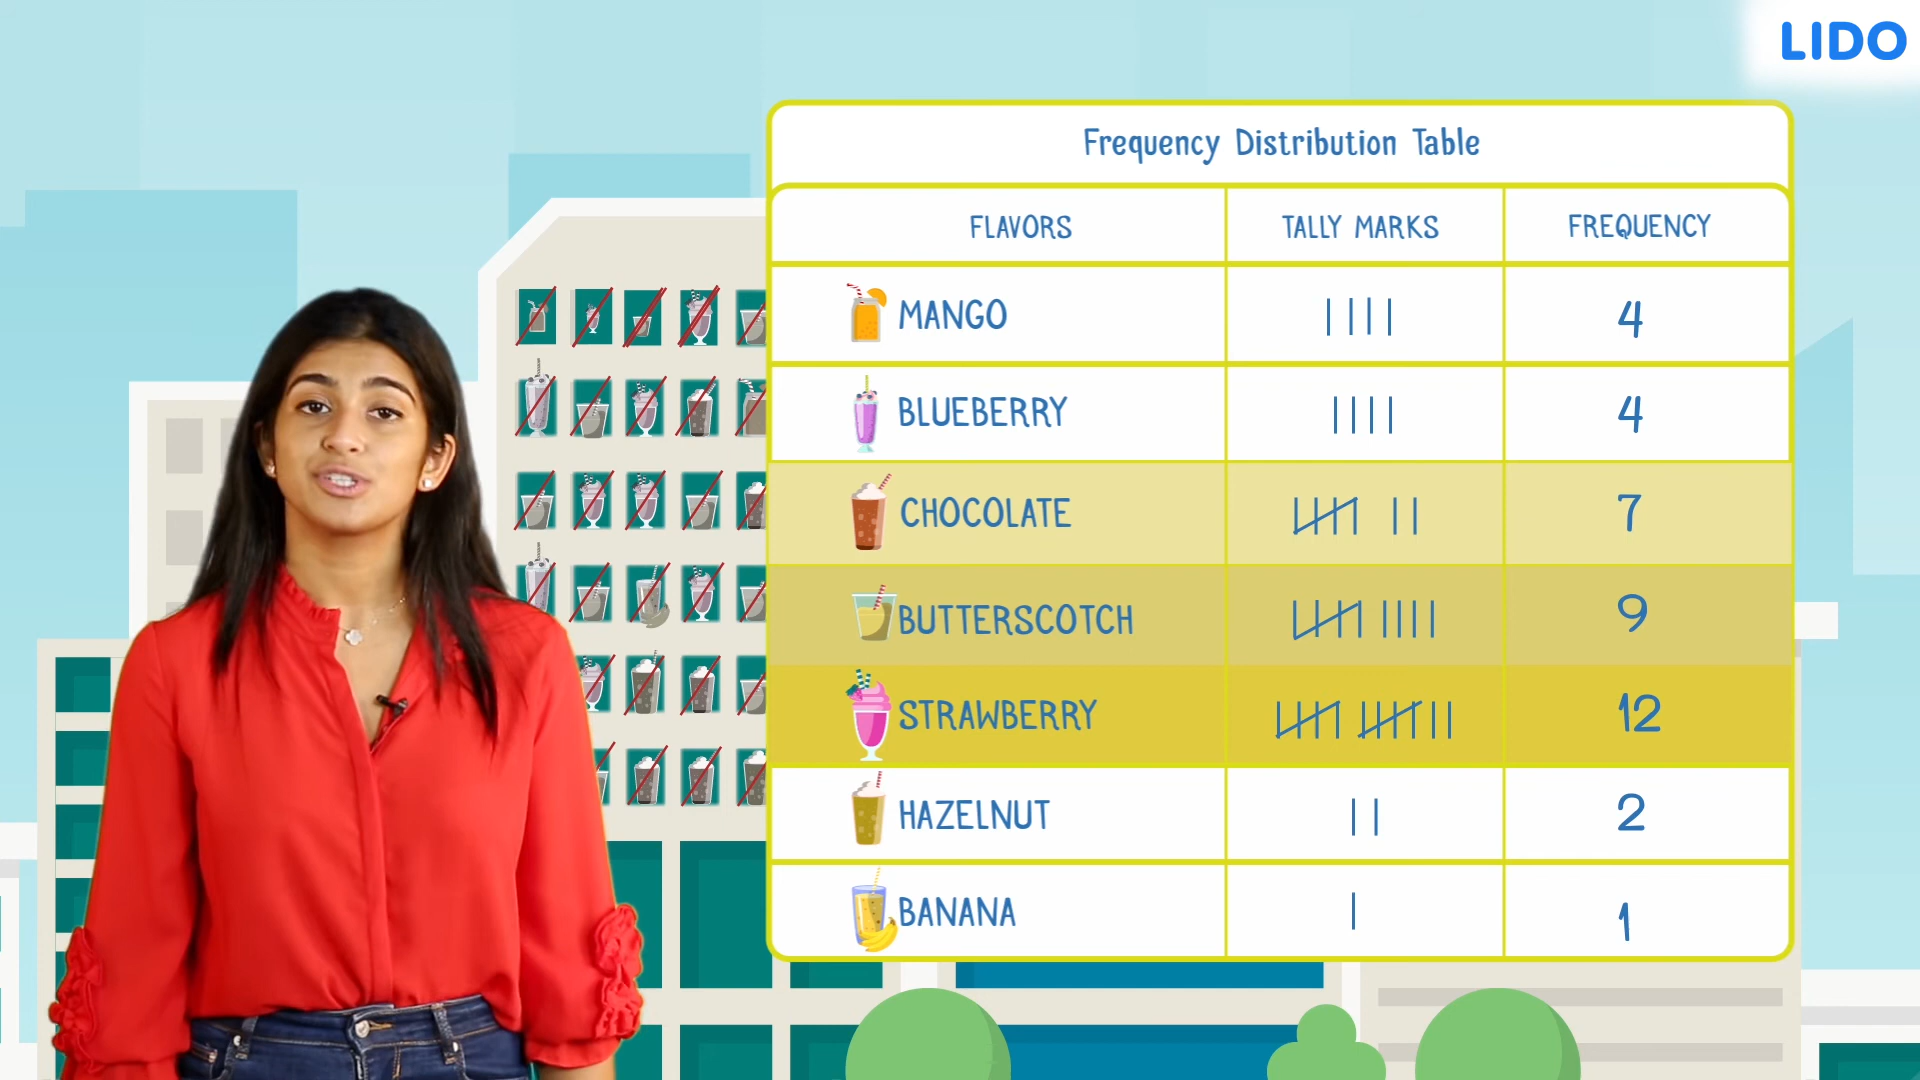 LIDO
Frequency Distribution Table
FLAVORS TALLY MARKS FREQUENCY
MANGO |||| 4
BLUEBERRY |||| 4
CHOCOLATE 7
BUTTERSCOTCH 9
STRAWBERRY 12
HAZELNUT || 2
BANANA | 1